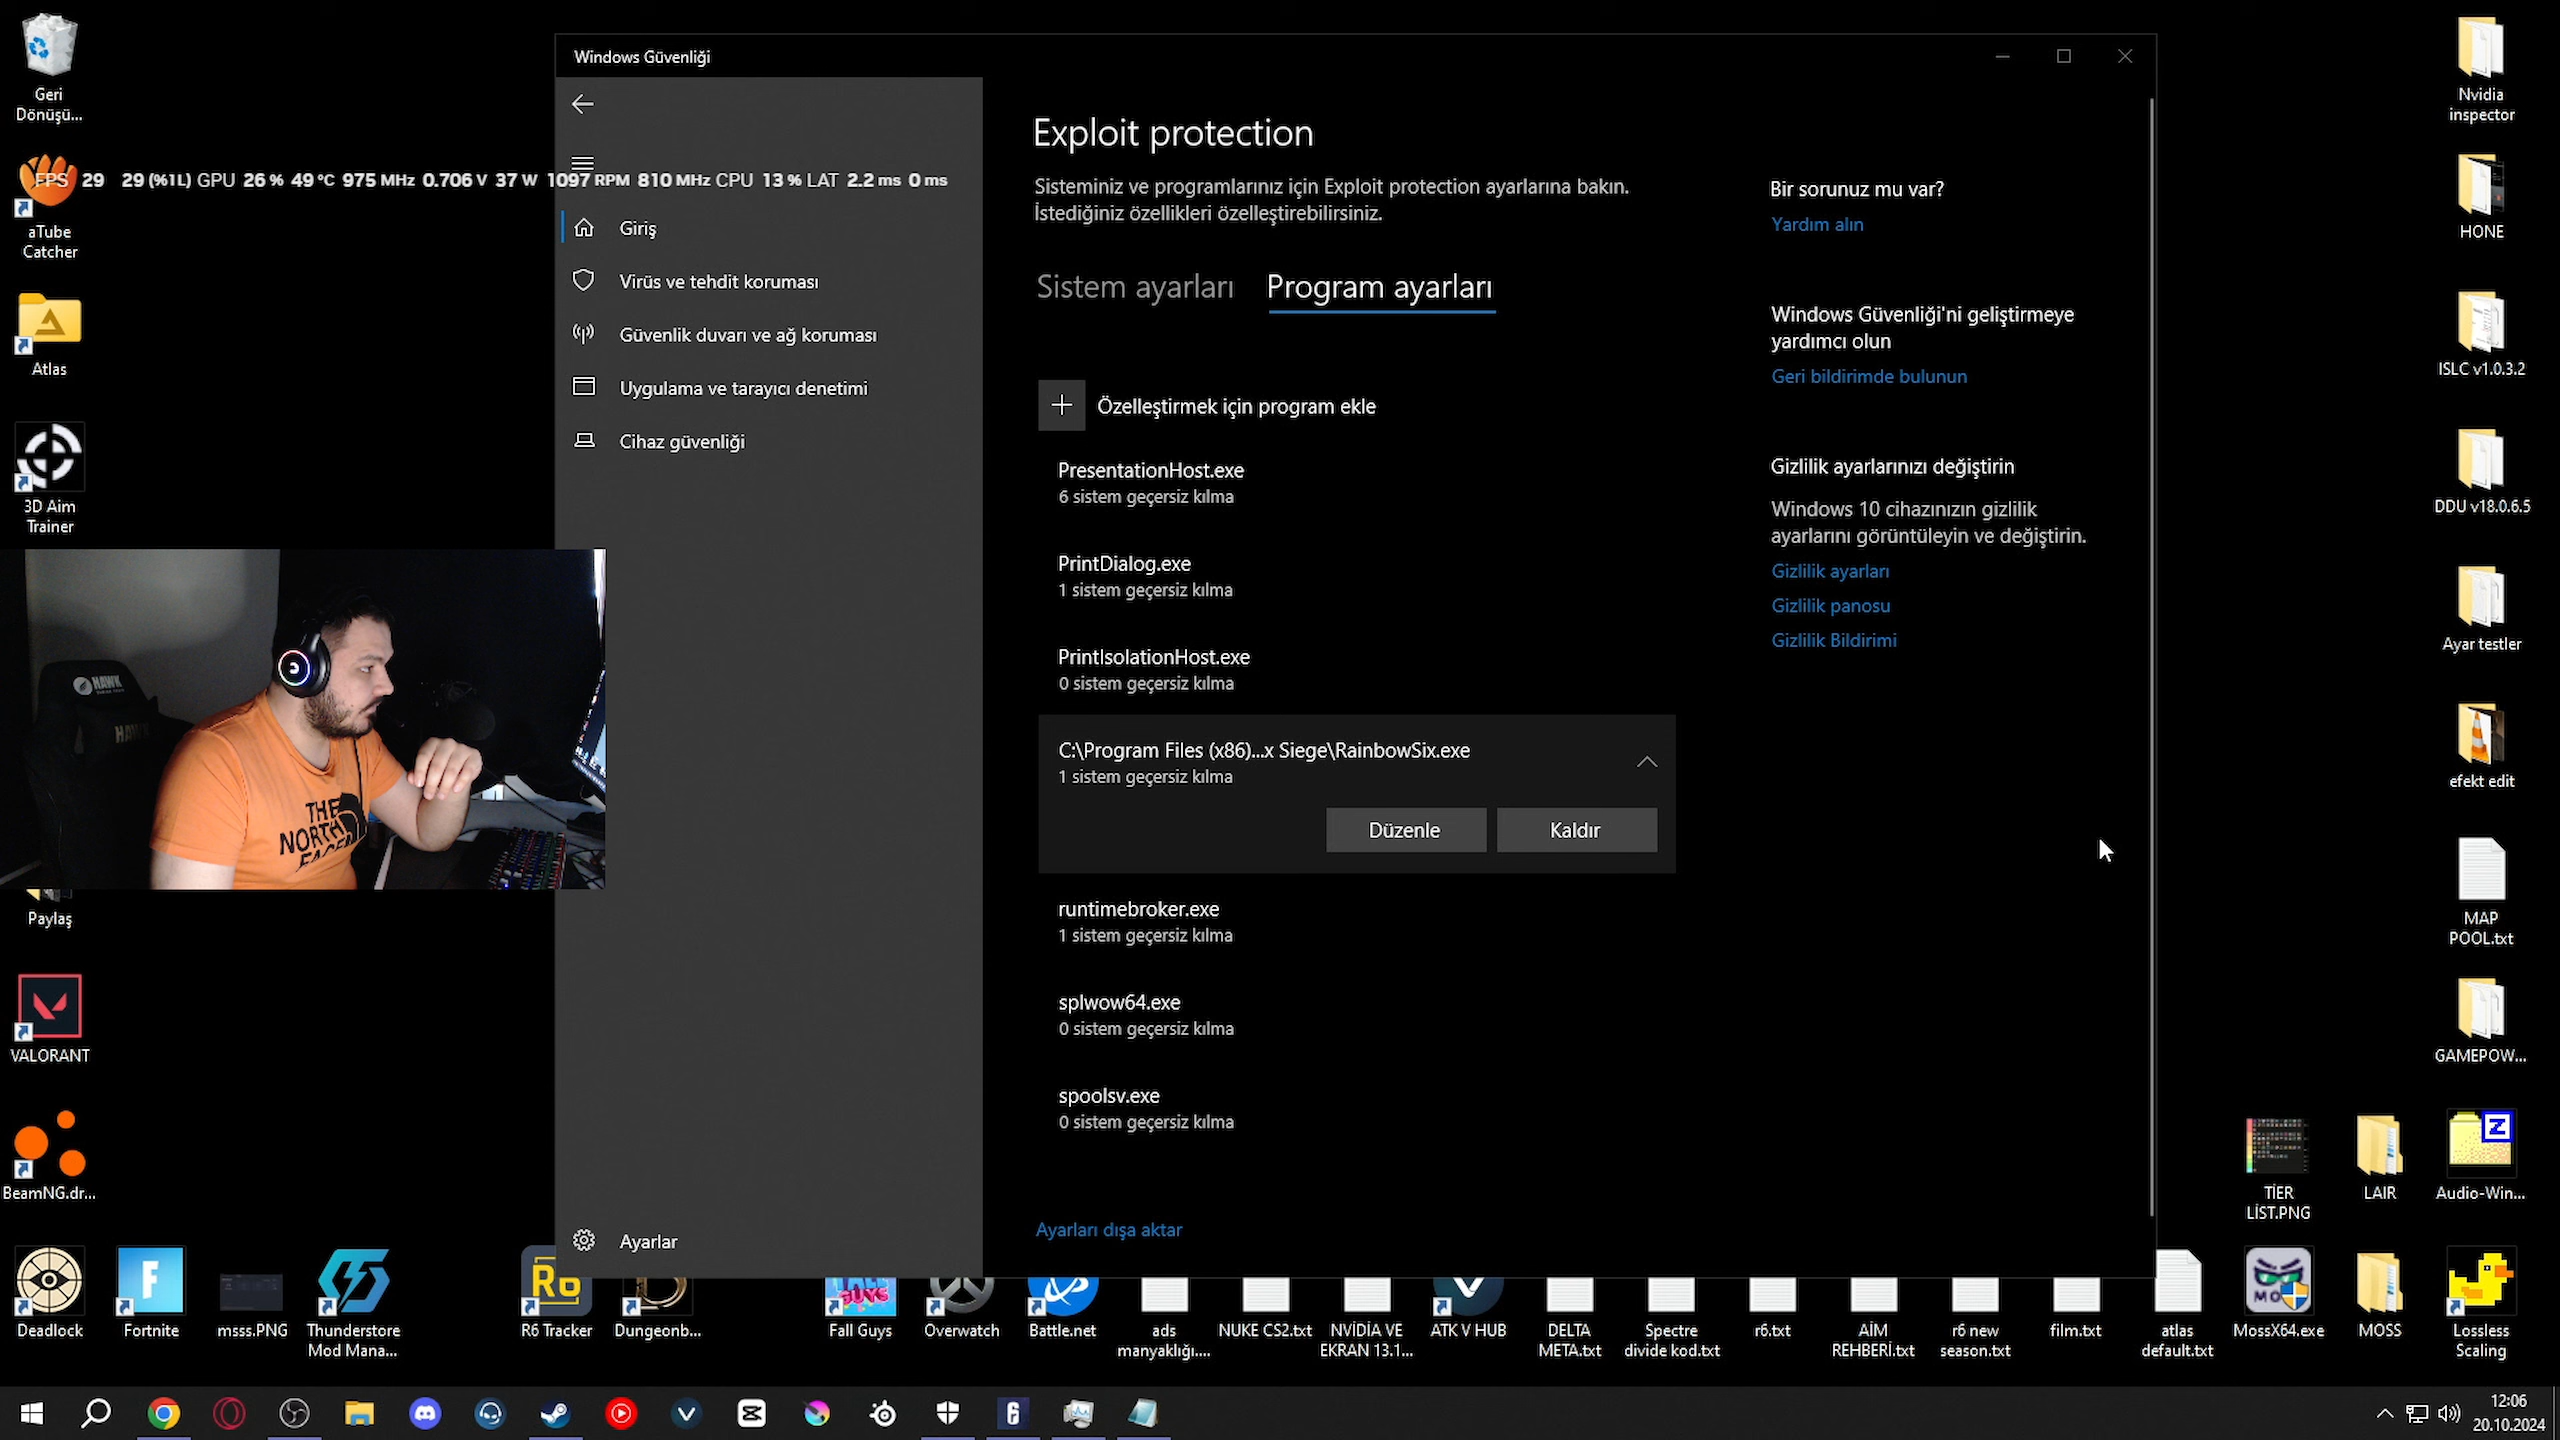 Geri
Dönüşü...
FPS 29 29 (%1L) GPU 26 % 49 °C 975 MHz 0.706 V 37 W 1097 RPM 810 MHz CPU 13 % LAT 2.2 ms 0 ms
aTube
Catcher
Atlas
3D Aim
Trainer
HAWK
HAWK
THE
NORTH
FACE
Paylaş
VALORANT
BeamNG.dr...
Windows Güvenliği
Giriş
Virüs ve tehdit koruması
Güvenlik duvarı ve ağ koruması
Uygulama ve tarayıcı denetimi
Cihaz güvenliği
Ayarlar
Exploit protection
Sisteminiz ve programlarınız için Exploit protection ayarlarına bakın.
İstediğiniz özellikleri özelleştirebilirsiniz.
Sistem ayarları
Program ayarları
Özelleştirmek için program ekle
PresentationHost.exe
6 sistem geçersiz kılma
PrintDialog.exe
1 sistem geçersiz kılma
PrintIsolationHost.exe
0 sistem geçersiz kılma
C:\Program Files (x86)...x Siege\RainbowSix.exe
1 sistem geçersiz kılma
Düzenle
Kaldır
runtimebroker.exe
1 sistem geçersiz kılma
splwow64.exe
0 sistem geçersiz kılma
spoolsv.exe
0 sistem geçersiz kılma
Ayarları dışa aktar
Bir sorunuz mu var?
Yardım alın
Windows Güvenliği'ni geliştirmeye
yardımcı olun
Geri bildirimde bulunun
Gizlilik ayarlarınızı değiştirin
Windows 10 cihazınızın gizlilik
ayarlarını görüntüleyin ve değiştirin.
Gizlilik ayarları
Gizlilik panosu
Gizlilik Bildirimi
Nvidia
inspector
HONE
ISLC v1.0.3.2
DDU v18.0.6.5
Ayar testler
efekt edit
MAP
POOL.txt
GAMEPOW...
TİER
LİST.PNG
LAIR
Audio-Win...
Deadlock
Fortnite
msss.PNG
Thunderstore
Mod Mana...
R6
R6 Tracker
Dungeonb...
FALL
GUYS
Fall Guys
Overwatch
Battle.net
ads
manyaklığı....
NUKE CS2.txt
NVİDİA VE
EKRAN 13.1...
ATK V HUB
DELTA
META.txt
Spectre
divide kod.txt
r6.txt
AİM
REHBERİ.txt
r6 new
season.txt
film.txt
atlas
default.txt
MossX64.exe
MOSS
Lossless
Scaling
12:06
20.10.2024